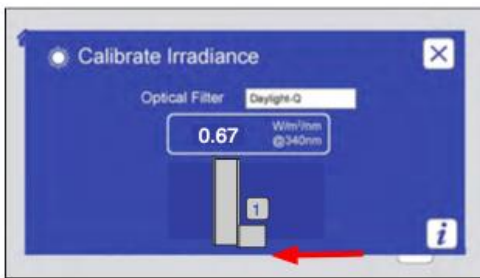 Calibrate Irradiance
Optical Filter Daylight-Q
0.67 W/m²/nm
@340nm
1
i